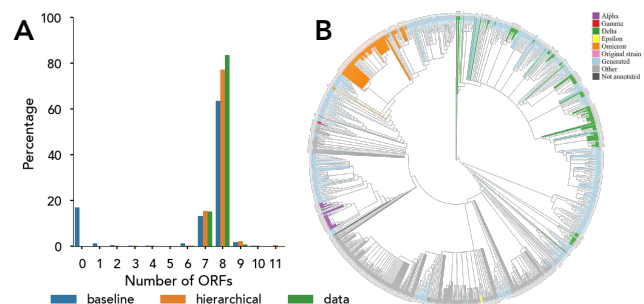 A
100
80
60
40
20
0
Percentage
0 1 2 3 4 5 6 7 8 9 10 11
Number of ORFs
baseline hierarchical data
B
Alpha
Gamma
Delta
Epsilon
Omicron
Original strain
Generated
Other
Not annotated